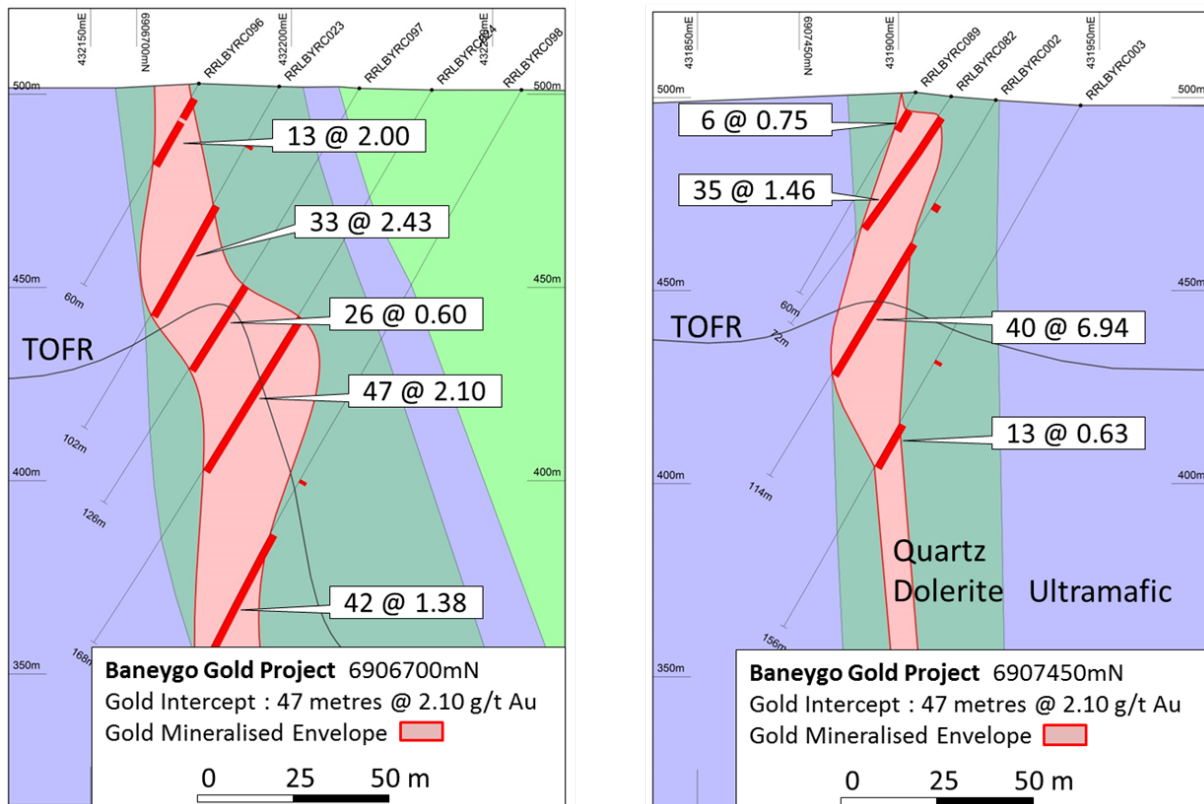 432150mE
6906700mN
RRLBYRC096
432200mE
RRLBYRC023
RRLBYRC097
RRLBYRC098
500m
13 @ 2.00
33 @ 2.43
450m
60m
26 @ 0.60
TOFR
47 @ 2.10
102m
400m
126m
42 @ 1.38
168m
350m
Baneygo Gold Project 6906700mN
Gold Intercept : 47 metres @ 2.10 g/t Au
Gold Mineralised Envelope
0 25 50 m
431850mE
6907450mN
431900mE
RRLBYRC089
RRLBYRC082
RRLBYRC002
431950mE
RRLBYRC003
500m
500m
6 @ 0.75
35 @ 1.46
450m
450m
60m
72m
TOFR
40 @ 6.94
13 @ 0.63
400m
400m
114m
Quartz
Dolerite Ultramafic
156m
350m
350m
Baneygo Gold Project 6907450mN
Gold Intercept : 47 metres @ 2.10 g/t Au
Gold Mineralised Envelope
0 25 50 m